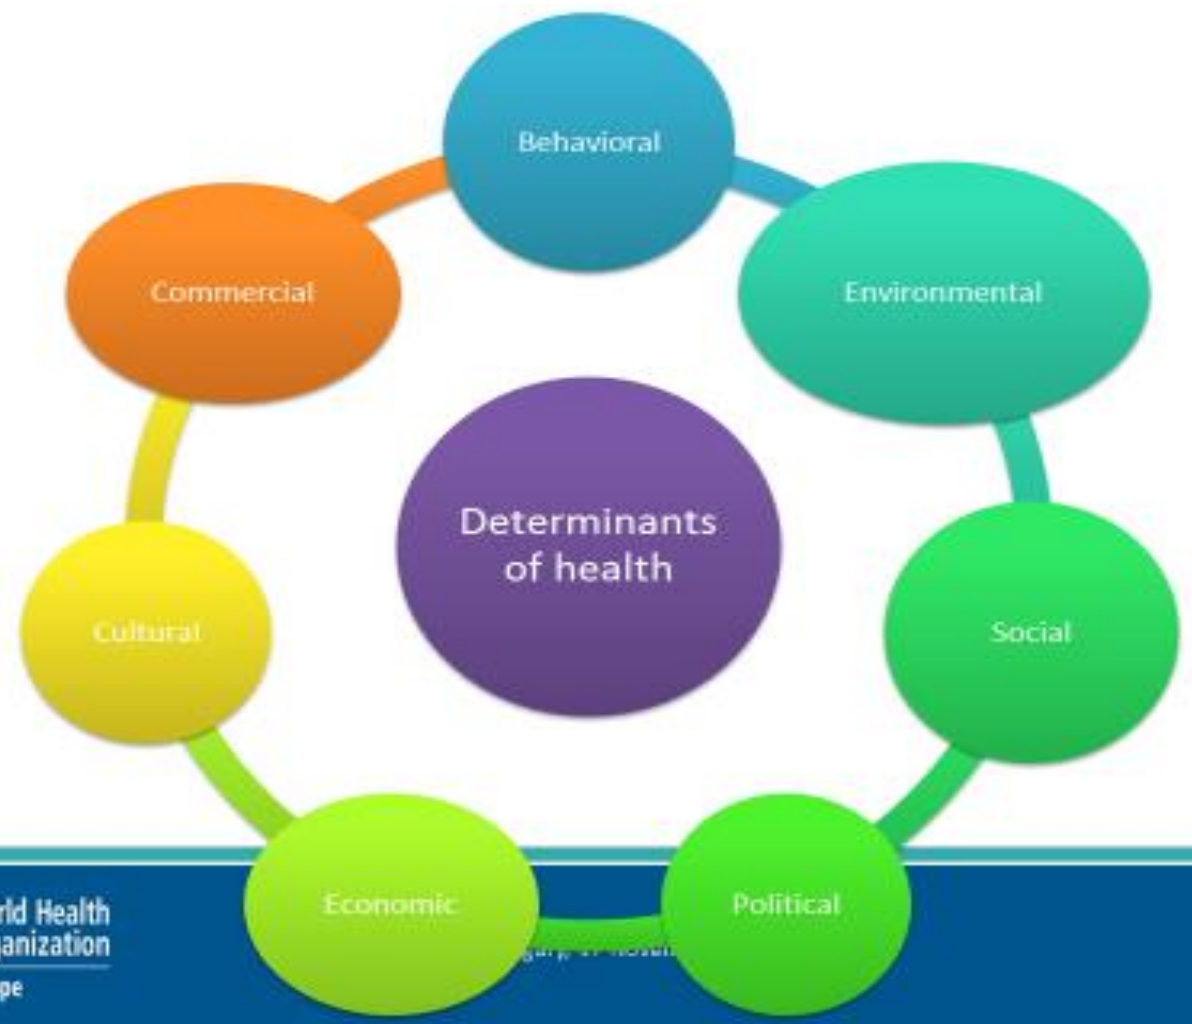 Behavioral
Environmental
Commercial
Determinants
of health
Cultural
Social
Economic
Political
rld Health
anization
pe